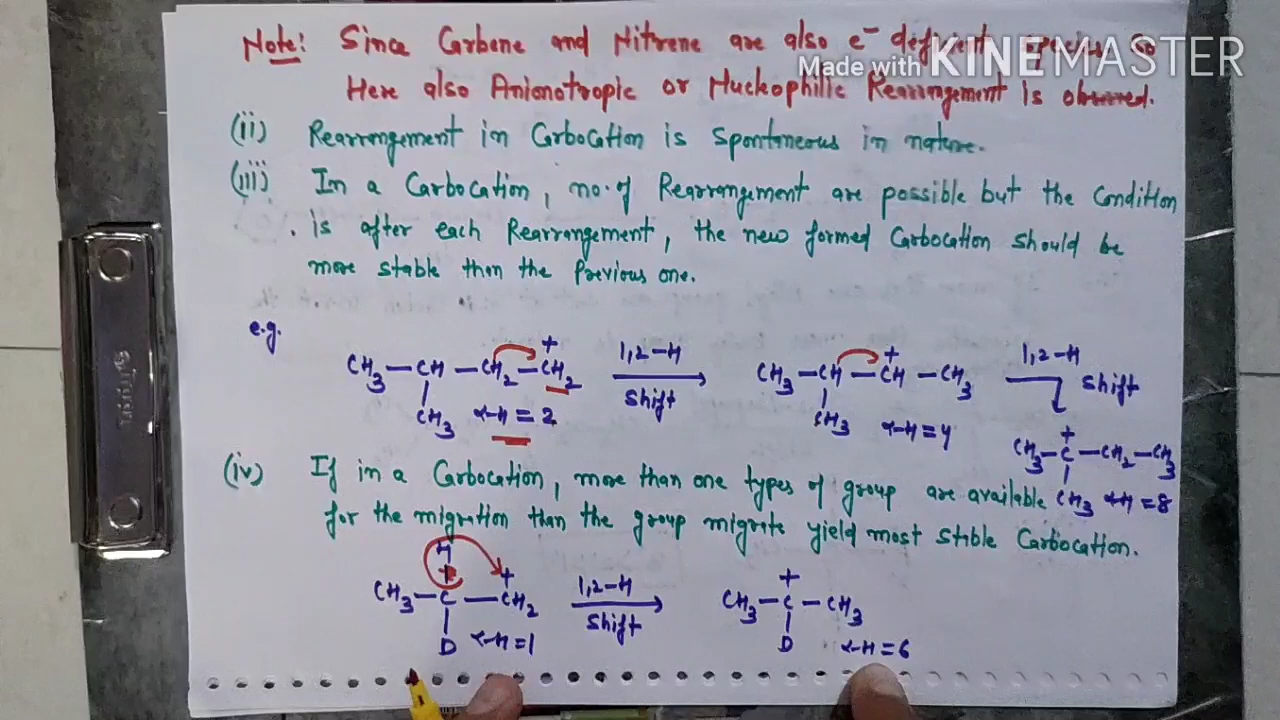 Note: Since Carbene and Nitrene are also e⁻ deficient species so
Made with KINEMASTER
Here also Anionotropic or Nucleophilic Rearrangement is observed.
(ii) Rearrangement in Carbocation is spontaneous in nature.
(iii) In a Carbocation, no. of Rearrangement are possible but the condition
is after each Rearrangement, the new formed Carbocation should be
more stable than the Previous one.
e.g.
CH₃–CH–CH₂–CH₂⁺ 1,2–H Shift CH₃–CH–CH⁺–CH₃ 1,2–H Shift
CH₃ α-H = 2 CH₃ α-H = 4
CH₃–C⁺–CH₂–CH₃
CH₃ α-H = 8
(iv) If in a Carbocation, more than one types of group are available
for the migration than the group migrate yield most stable Carbocation.
H
CH₃–C–CH₂⁺ 1,2–H Shift CH₃–C⁺–CH₃
D α-H = 1 D α-H = 6